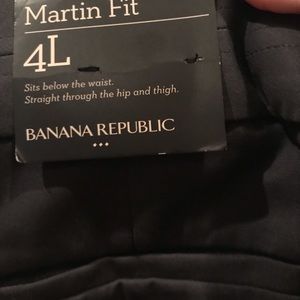 Martin Fit
4L
Sits below the waist.
Straight through the hip and thigh.
BANANA REPUBLIC